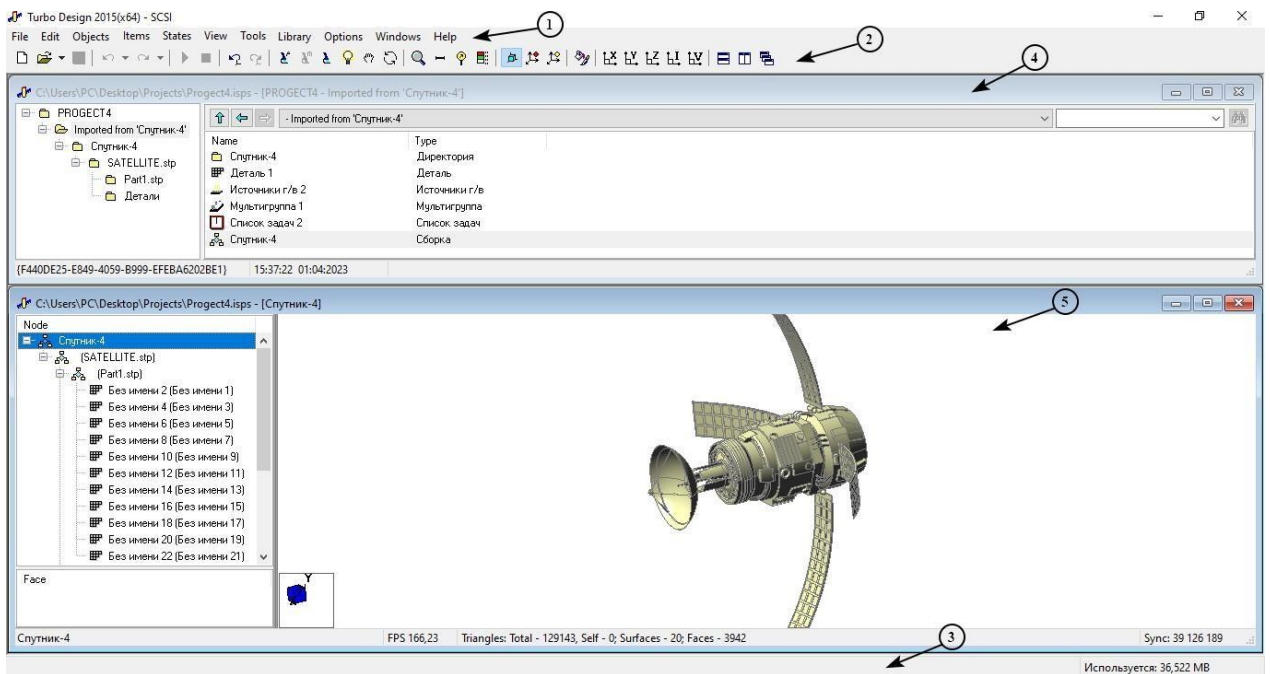 Turbo Design 2015(x64) - SCSI
1
File Edit Objects Items States View Tools Library Options Windows Help
2
4
C:\Users\PC\Desktop\Projects\Progect4.isps - [PROGECT4 - Imported from 'Спутник-4']
PROGECT4
- Imported from 'Спутник-4'
Imported from 'Спутник-4'
Name Type
Спутник-4
Спутник-4 Директория
SATELLITE.stp
Деталь 1 Деталь
Part1.stp
Источники г/в 2 Источники г/в
Детали
Мультигруппа 1 Мультигруппа
Список задач 2 Список задач
Спутник-4 Сборка
{F440DE25-E849-4059-B999-EFEBA6202BE1} 15:37:22 01:04:2023
5
C:\Users\PC\Desktop\Projects\Progect4.isps - [Спутник-4]
Node
Спутник-4
(SATELLITE.stp)
(Part1.stp)
Без имени 2 (Без имени 1)
Без имени 4 (Без имени 3)
Без имени 6 (Без имени 5)
Без имени 8 (Без имени 7)
Без имени 10 (Без имени 9)
Без имени 12 (Без имени 11)
Без имени 14 (Без имени 13)
Без имени 16 (Без имени 15)
Без имени 18 (Без имени 17)
Без имени 20 (Без имени 19)
Без имени 22 (Без имени 21)
Face
Y
Спутник-4 FPS 166,23 Triangles: Total - 129143, Self - 0; Surfaces - 20; Faces - 3942 Sync: 39 126 189
3
Используется: 36,522 MB